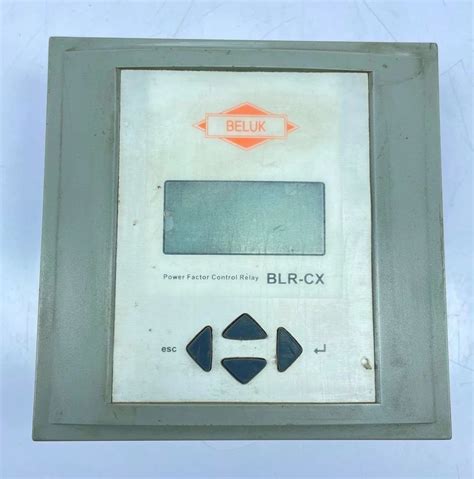 BELUK
Power Factor Control Relay BLR-CX
esc